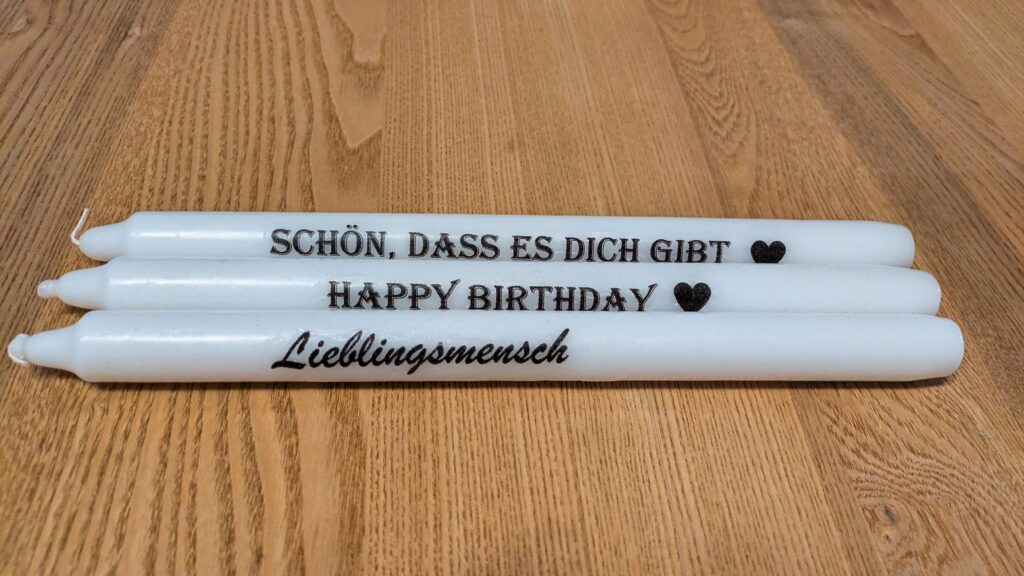 SCHÖN, DASS ES DICH GIBT ♥
HAPPY BIRTHDAY ♥
Lieblingsmensch